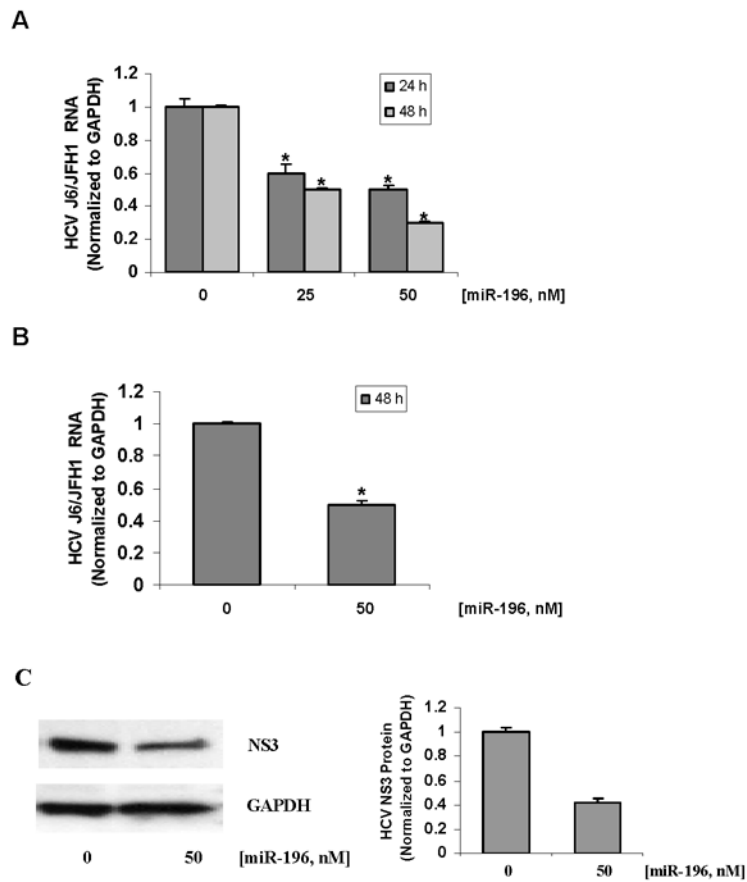 A
HCV J6/JFH1 RNA
(Normalized to GAPDH)
1.2
1
0.8
0.6
0.4
0.2
0
24 h
48 h
*
*
*
*
0 25 50 [miR-196, nM]
B
HCV J6/JFH1 RNA
(Normalized to GAPDH)
1.2
1
0.8
0.6
0.4
0.2
0
48 h
*
0 50 [miR-196, nM]
C
NS3
GAPDH
0 50 [miR-196, nM]
HCV NS3 Protein
(Normalized to GAPDH)
1.2
1
0.8
0.6
0.4
0.2
0
0 50 [miR-196, nM]